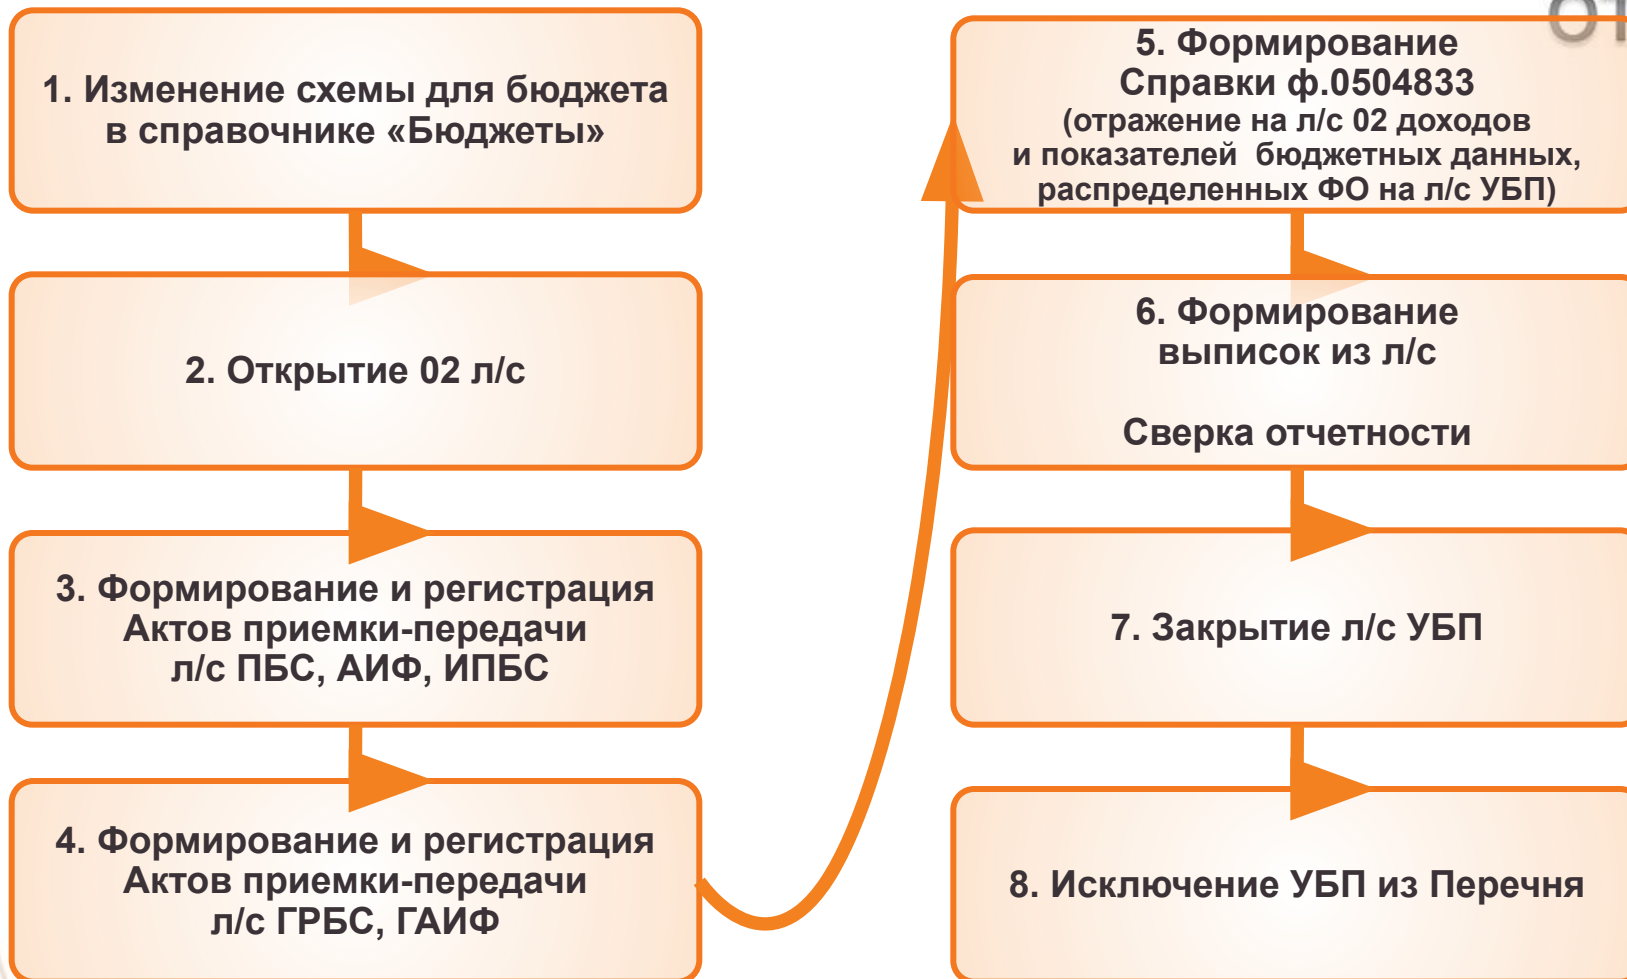 1. Изменение схемы для бюджета
в справочнике «Бюджеты»
2. Открытие 02 л/с
3. Формирование и регистрация
Актов приемки-передачи
л/с ПБС, АИФ, ИПБС
4. Формирование и регистрация
Актов приемки-передачи
л/с ГРБС, ГАИФ
5. Формирование
Справки ф.0504833
(отражение на л/с 02 доходов
и показателей бюджетных данных,
распределенных ФО на л/с УБП)
6. Формирование
выписок из л/с
Сверка отчетности
7. Закрытие л/с УБП
8. Исключение УБП из Перечня